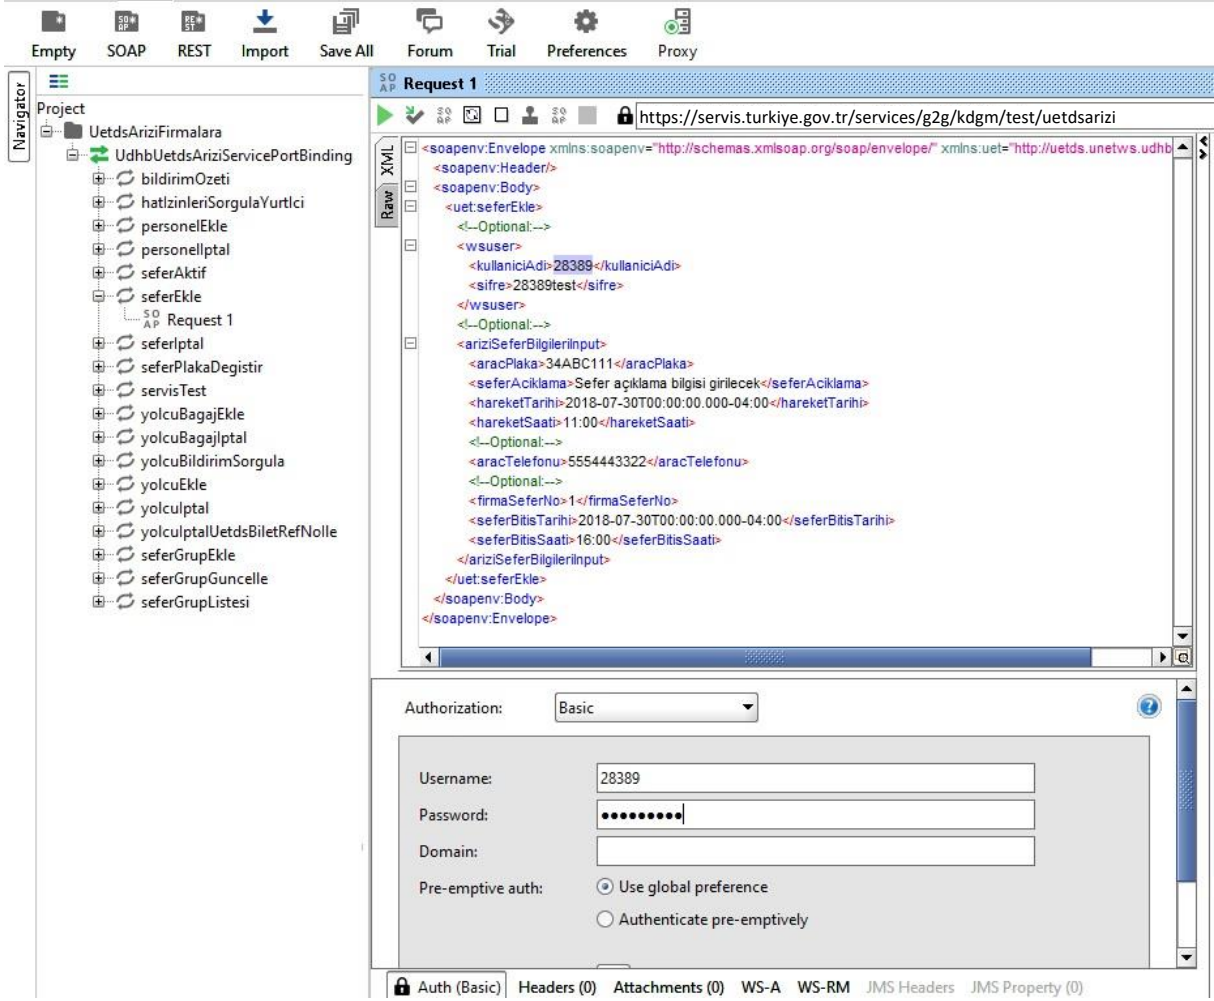 Empty SOAP REST Import Save All Forum Trial Preferences Proxy
Navigator
Project
UetdsAriziFirmalara
UdhbUetdsAriziServicePortBinding
bildirimOzeti
hatIzinleriSorgulaYurtIci
personelEkle
personelIptal
seferAktif
seferEkle
SOAP Request 1
seferIptal
seferPlakaDegistir
servisTest
yolcuBagajEkle
yolcuBagajIptal
yolcuBildirimSorgula
yolcuEkle
yolcuIptal
yolcuIptalUetdsBiletRefNoIle
seferGrupEkle
seferGrupGuncelle
seferGrupListesi
SOAP Request 1
https://servis.turkiye.gov.tr/services/g2g/kdgm/test/uetdsarizi
XML
Raw
<soapenv:Envelope xmlns:soapenv="http://schemas.xmlsoap.org/soap/envelope/" xmlns:uet="http://uetds.unetws.udhb
<soapenv:Header/>
<soapenv:Body>
<uet:seferEkle>
<!--Optional:-->
<wsuser>
<kullaniciAdi>28389</kullaniciAdi>
<sifre>28389test</sifre>
</wsuser>
<!--Optional:-->
<ariziSeferBilgileriInput>
<aracPlaka>34ABC111</aracPlaka>
<seferAciklama>Sefer açıklama bilgisi girilecek</seferAciklama>
<hareketTarihi>2018-07-30T00:00:00.000-04:00</hareketTarihi>
<hareketSaati>11:00</hareketSaati>
<!--Optional:-->
<aracTelefonu>5554443322</aracTelefonu>
<!--Optional:-->
<firmaSeferNo>1</firmaSeferNo>
<seferBitisTarihi>2018-07-30T00:00:00.000-04:00</seferBitisTarihi>
<seferBitisSaati>16:00</seferBitisSaati>
</ariziSeferBilgileriInput>
</uet:seferEkle>
</soapenv:Body>
</soapenv:Envelope>
Authorization: Basic
Username: 28389
Password: •••••••••
Domain:
Pre-emptive auth: Use global preference
Authenticate pre-emptively
Auth (Basic) Headers (0) Attachments (0) WS-A WS-RM JMS Headers JMS Property (0)